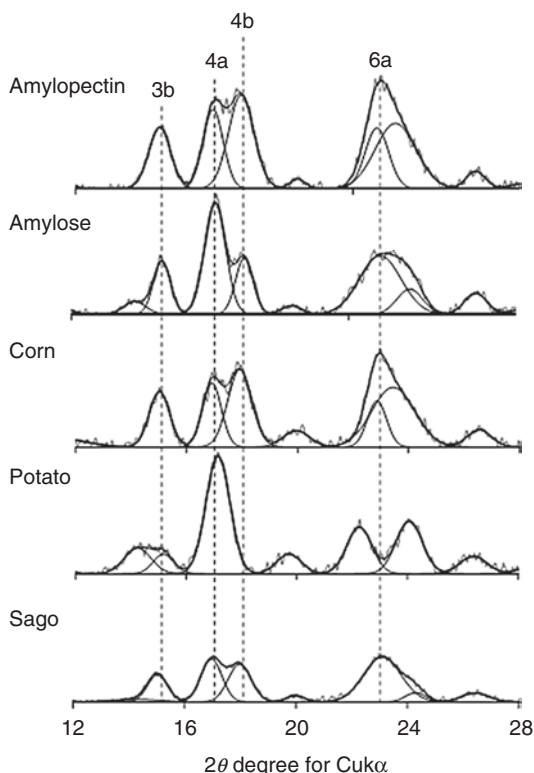 4b
4a
6a
3b
Amylopectin
Amylose
Corn
Potato
Sago
12 16 20 24 28
2θ degree for Cukα